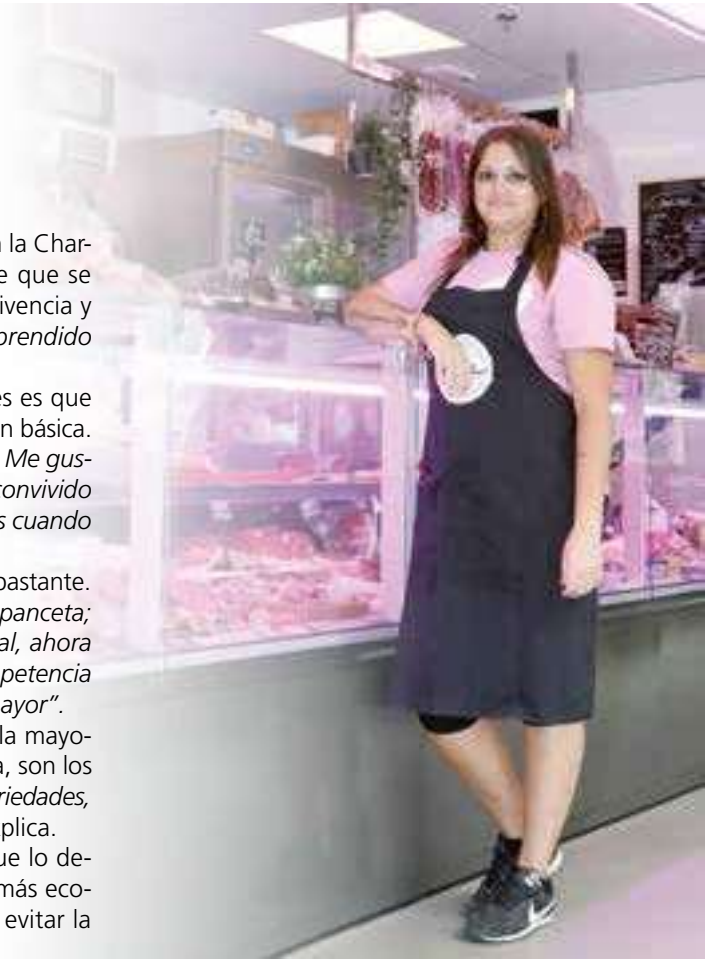 la Char-
e que se
ivencia y
prendido
es es que
n básica.
Me gus-
convivido
s cuando
bastante.
panceta;
al, ahora
petencia
ayor”.
la mayo-
a, son los
riedades,
plica.
ue lo de-
más eco-
evitar la